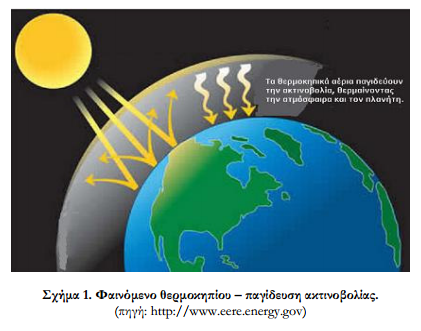 Τα θερμοκηπικά αέρια παγιδεύουν
την ακτινοβολία, θερμαίνοντας
την ατμόσφαιρα και τον πλανήτη.
Σχήμα 1. Φαινόμενο θερμοκηπίου – παγίδευση ακτινοβολίας.
(πηγή: http://www.eere.energy.gov)